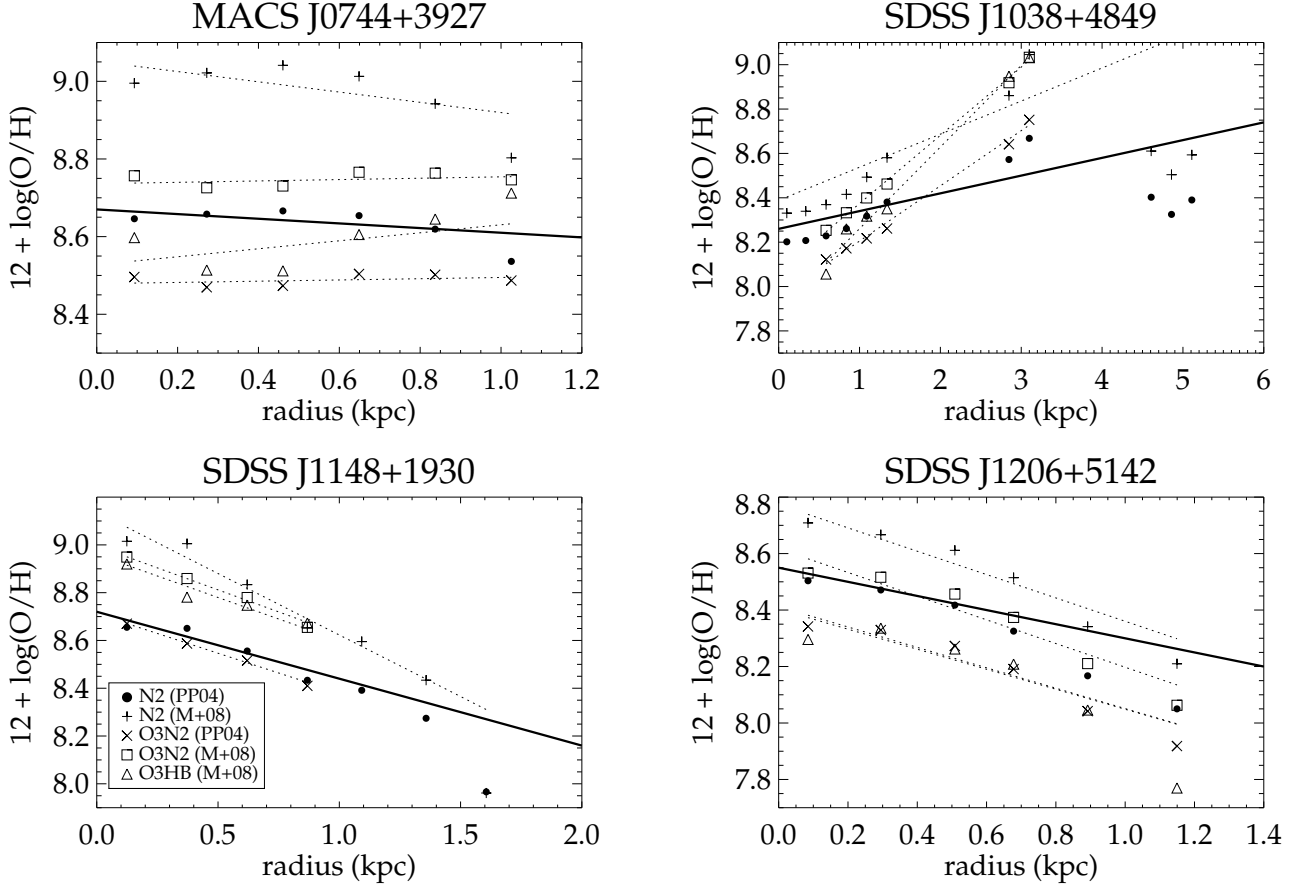 MACS J0744+3927
12 + log(O/H)
9.0
8.8
8.6
8.4
0.0 0.2 0.4 0.6 0.8 1.0 1.2
radius (kpc)
SDSS J1038+4849
12 + log(O/H)
9.0
8.8
8.6
8.4
8.2
8.0
7.8
0 1 2 3 4 5 6
radius (kpc)
SDSS J1148+1930
12 + log(O/H)
9.0
8.8
8.6
8.4
8.2
8.0
N2 (PP04)
N2 (M+08)
O3N2 (PP04)
O3N2 (M+08)
O3HB (M+08)
0.0 0.5 1.0 1.5 2.0
radius (kpc)
SDSS J1206+5142
12 + log(O/H)
8.8
8.6
8.4
8.2
8.0
7.8
0.0 0.2 0.4 0.6 0.8 1.0 1.2 1.4
radius (kpc)